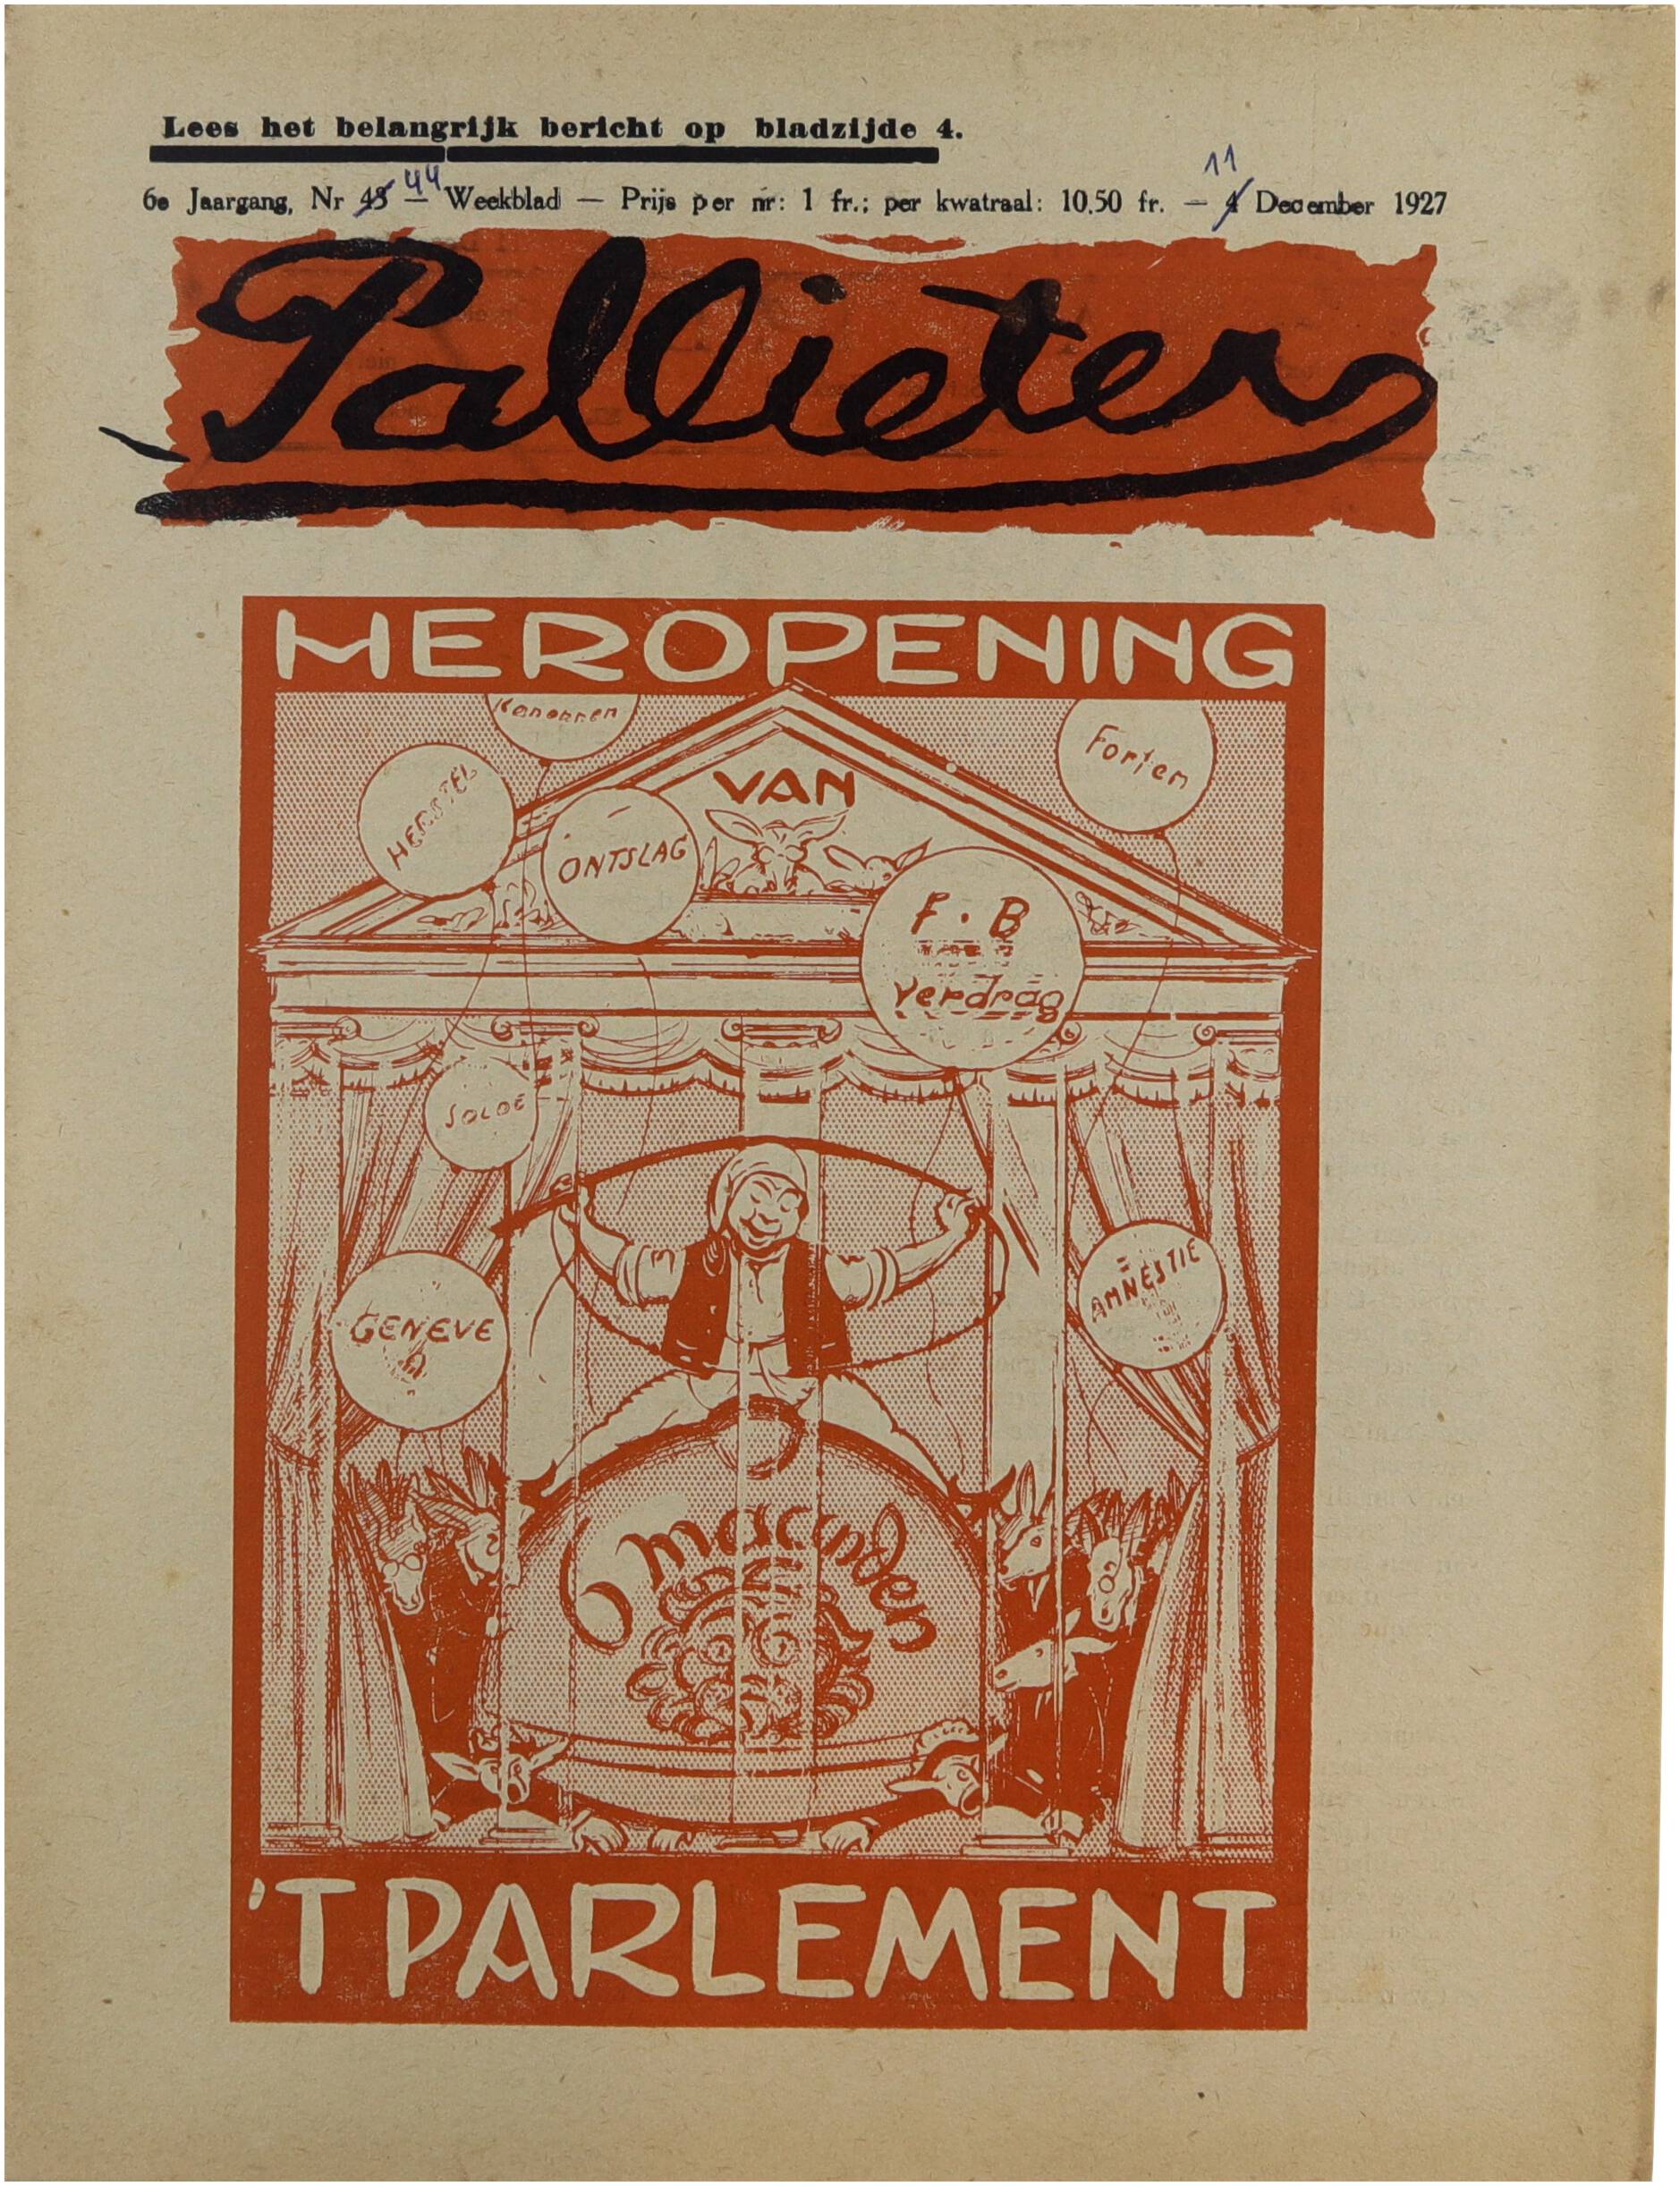 Lees het belangrijk bericht op bladzijde 4.
11
6e Jaargang, Nr 43 44 — Weekblad — Prijs per nr: 1 fr.; per kwatraal: 10,50 fr. — 4 December 1927
Pallieter
HEROPENING
Kanonnen
Forten
HERSTEL
VAN
ONTSLAG
F. B
Verdrag
SOLDE
AMNESTIE
GENEVE
6 maanden
'T PARLEMENT